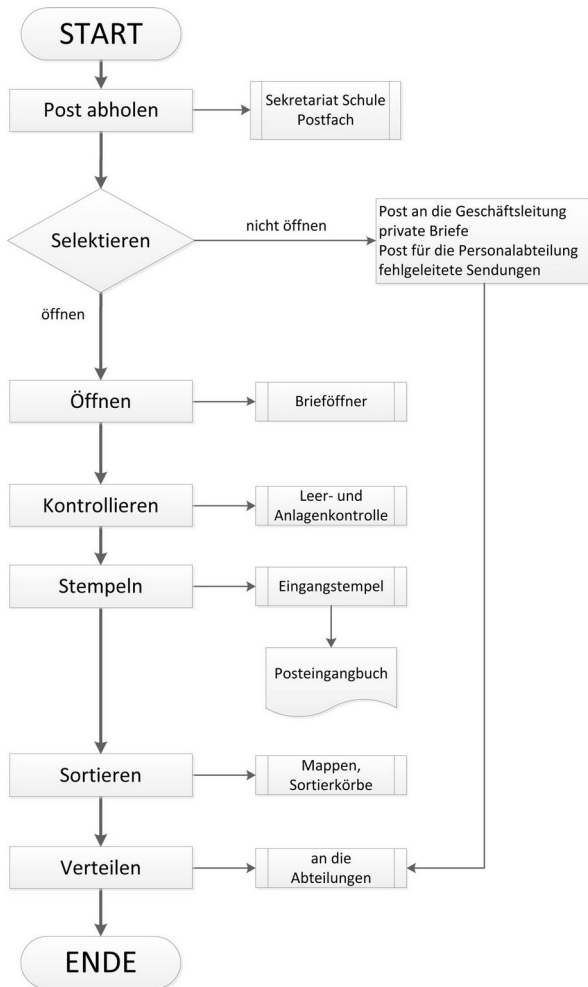 START
Post abholen
Sekretariat Schule
Postfach
Selektieren
nicht öffnen
Post an die Geschäftsleitung
private Briefe
Post für die Personalabteilung
fehlgeleitete Sendungen
öffnen
Öffnen
Brieföffner
Kontrollieren
Leer- und
Anlagenkontrolle
Stempeln
Eingangstempel
Posteingangbuch
Sortieren
Mappen,
Sortierkörbe
Verteilen
an die
Abteilungen
ENDE